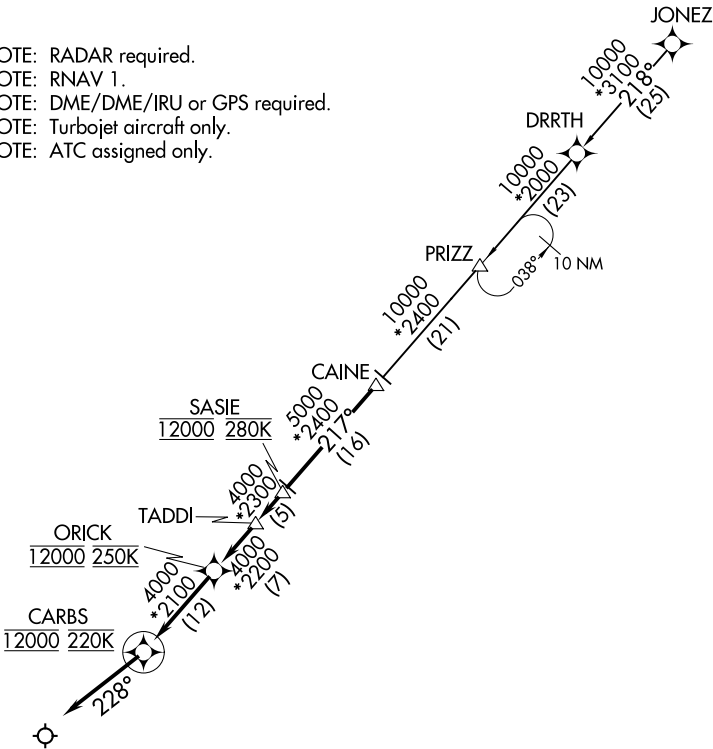 JONEZ
OTE: RADAR required.
OTE: RNAV 1.
OTE: DME/DME/IRU or GPS required.
OTE: Turbojet aircraft only.
OTE: ATC assigned only.
10000
*3100
218°
(25)
DRRTH
10000
*2000
(23)
PRIZZ
038°
10 NM
10000
*2400
(21)
CAINE
5000
*2400
217°
(16)
SASIE
12000 280K
4000
*2300
(5)
TADDI
4000
*2200
(7)
ORICK
12000 250K
4000
*2100
(12)
CARBS
12000 220K
228°